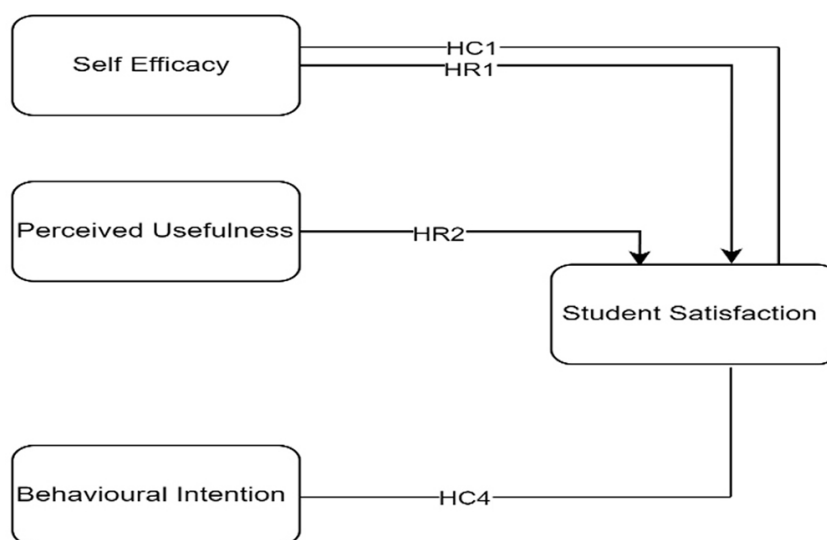 Self Efficacy
HC1
HR1
Perceived Usefulness
HR2
Student Satisfaction
Behavioural Intention
HC4